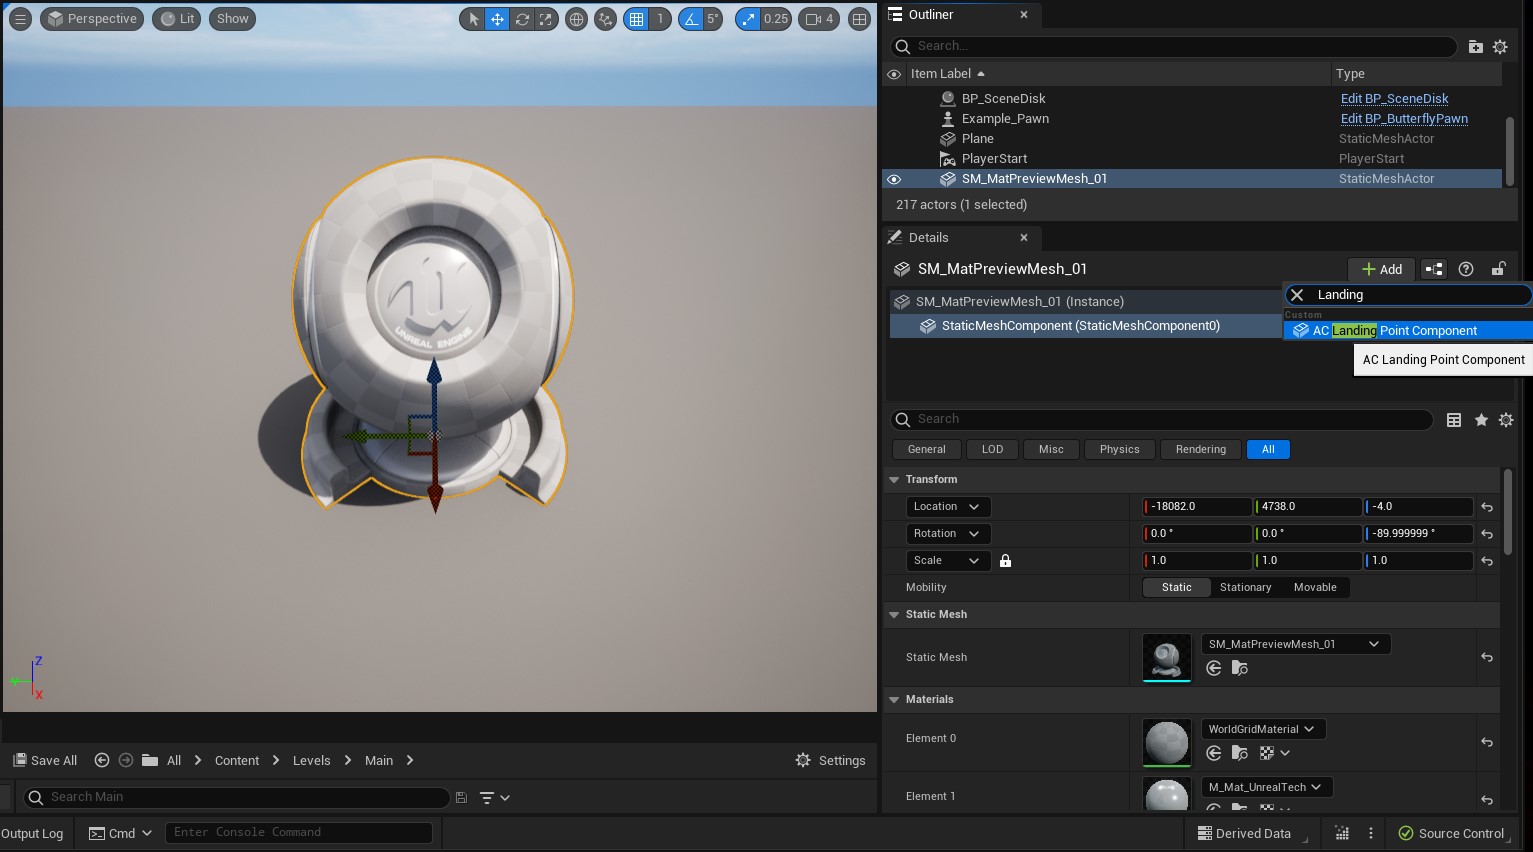 Perspective
Lit
Show
1
5°
0.25
4
Outliner
Search...
Item Label
Type
BP_SceneDisk
Edit BP_SceneDisk
Example_Pawn
Edit BP_ButterflyPawn
Plane
StaticMeshActor
PlayerStart
PlayerStart
SM_MatPreviewMesh_01
StaticMeshActor
217 actors (1 selected)
Details
SM_MatPreviewMesh_01
Add
SM_MatPreviewMesh_01 (Instance)
StaticMeshComponent (StaticMeshComponent0)
Landing
Custom
AC Landing Point Component
AC Landing Point Component
Search
General
LOD
Misc
Physics
Rendering
All
Transform
Location
-18082.0
4738.0
-4.0
Rotation
0.0 °
0.0 °
-89.999999 °
Scale
1.0
1.0
1.0
Mobility
Static
Stationary
Movable
Static Mesh
Static Mesh
SM_MatPreviewMesh_01
Materials
Element 0
WorldGridMaterial
Element 1
M_Mat_UnrealTech
UNREAL ENGINE
Z
X
Save All
All
Content
Levels
Main
Settings
Search Main
Output Log
Cmd
Enter Console Command
Derived Data
Source Control